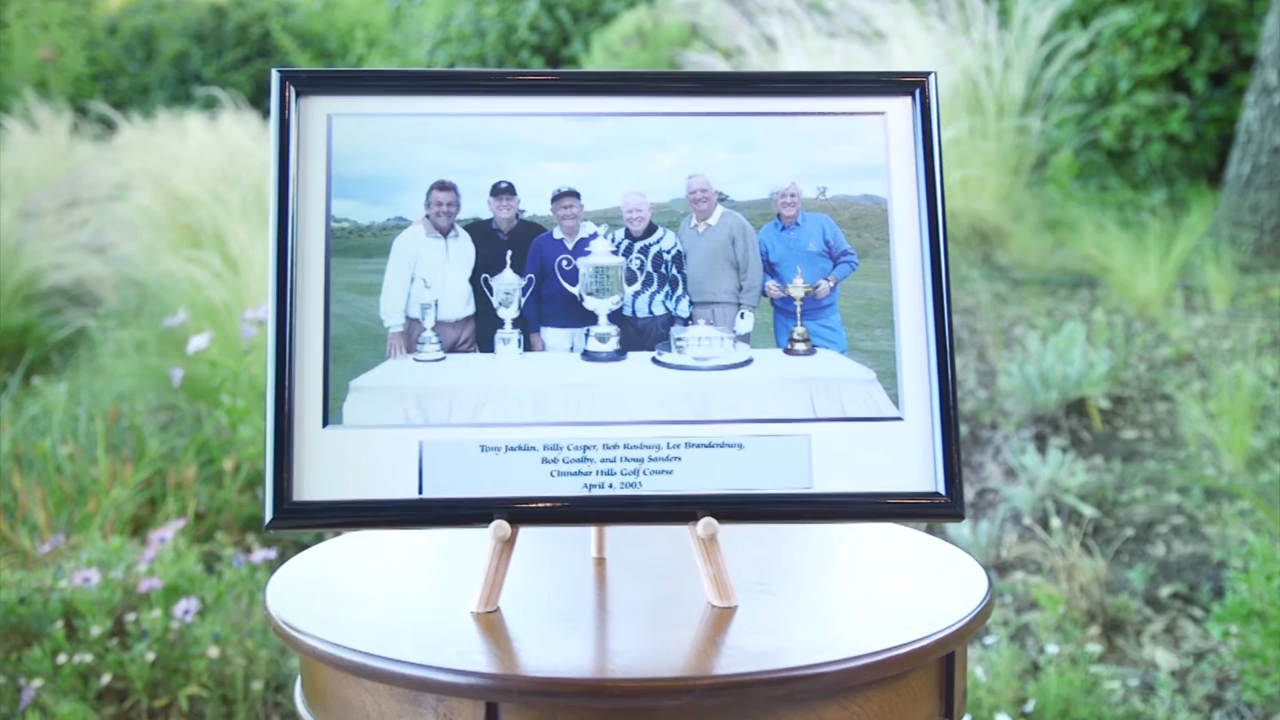 Tony Jacklin, Billy Casper, Bob Rosburg, Lee Brandenburg,
Bob Goalby, and Doug Sanders
Cinnabar Hills Golf Course
April 4, 2003